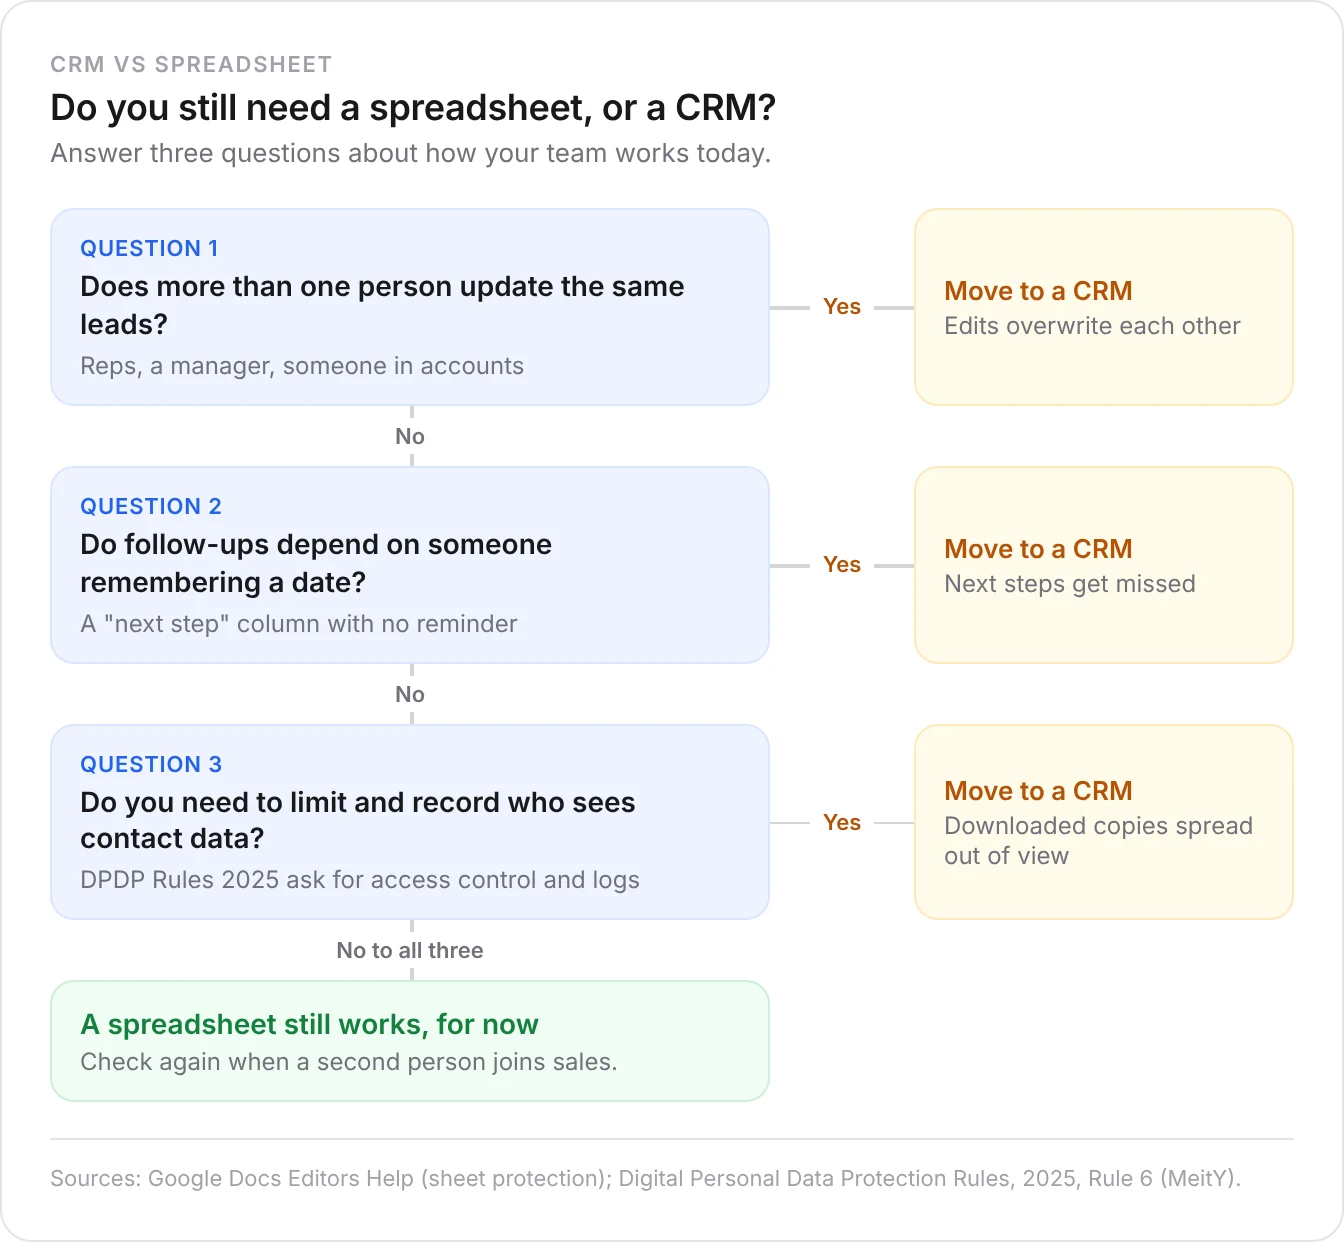 CRM VS SPREADSHEET
Do you still need a spreadsheet, or a CRM?
Answer three questions about how your team works today.
QUESTION 1
Does more than one person update the same
leads?
Reps, a manager, someone in accounts
Yes
Move to a CRM
Edits overwrite each other
No
QUESTION 2
Do follow-ups depend on someone
remembering a date?
A "next step" column with no reminder
Yes
Move to a CRM
Next steps get missed
No
QUESTION 3
Do you need to limit and record who sees
contact data?
DPDP Rules 2025 ask for access control and logs
Yes
Move to a CRM
Downloaded copies spread
out of view
No to all three
A spreadsheet still works, for now
Check again when a second person joins sales.
Sources: Google Docs Editors Help (sheet protection); Digital Personal Data Protection Rules, 2025, Rule 6 (MeitY).